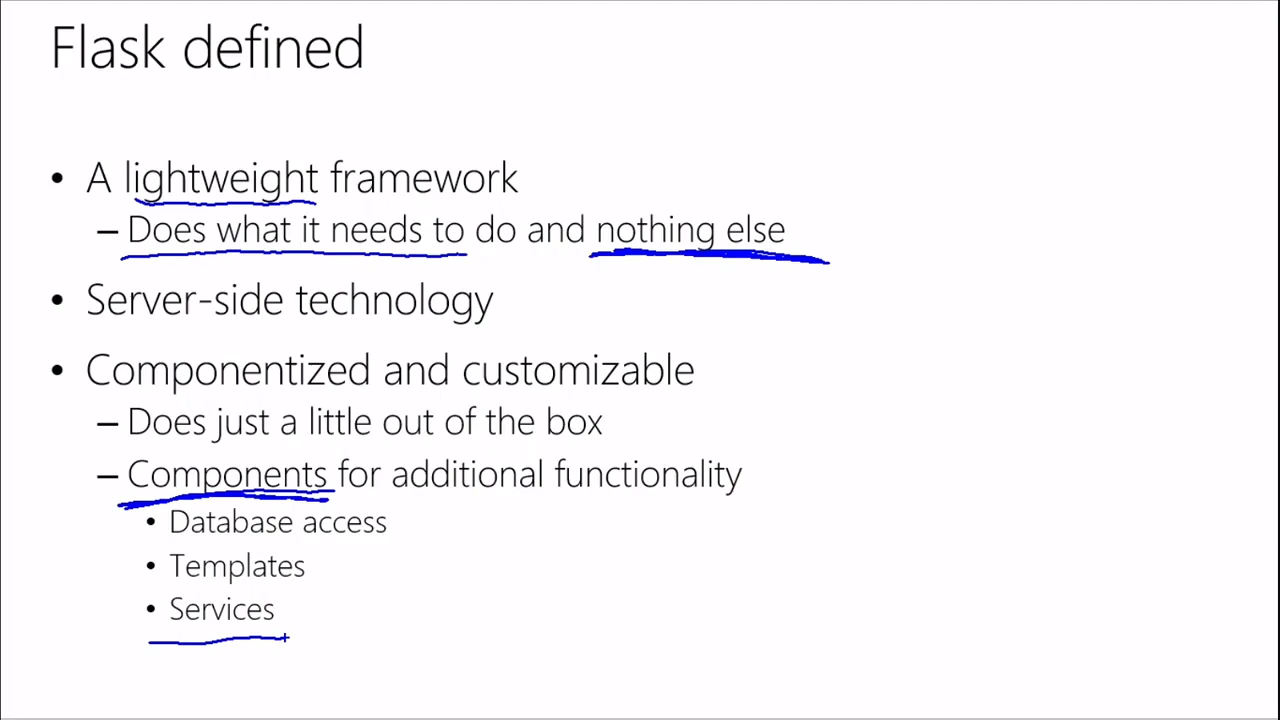 Flask defined
• A lightweight framework
– Does what it needs to do and nothing else
• Server-side technology
• Componentized and customizable
– Does just a little out of the box
– Components for additional functionality
• Database access
• Templates
• Services